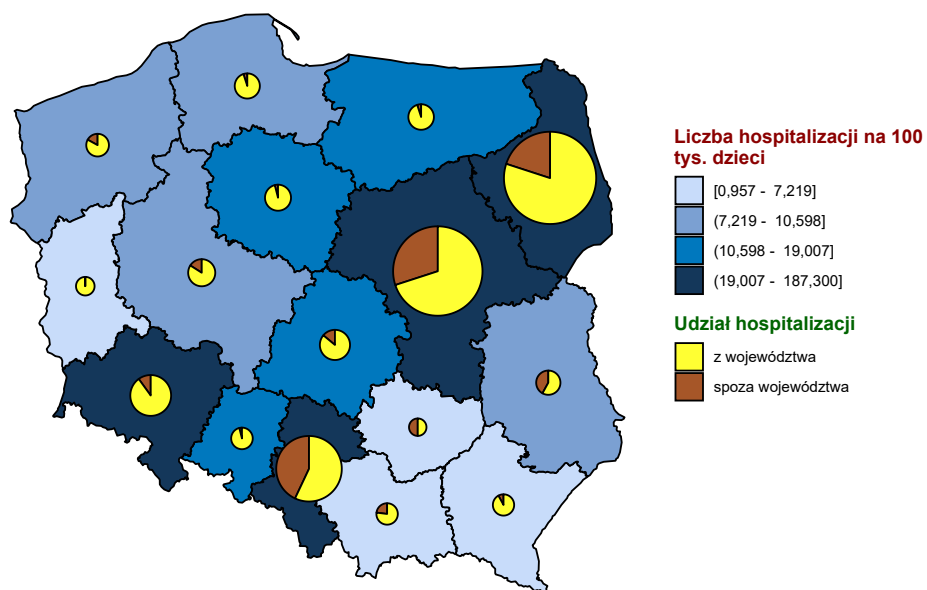 Liczba hospitalizacji na 100
tys. dzieci
[0,957 - 7,219]
(7,219 - 10,598]
(10,598 - 19,007]
(19,007 - 187,300]
Udział hospitalizacji
z województwa
spoza województwa